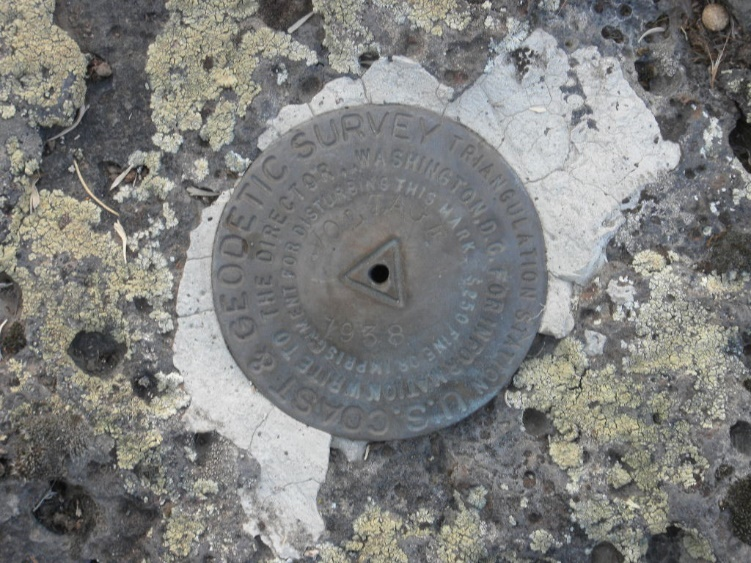 U.S. COAST & GEODETIC SURVEY
TRIANGULATION STATION
FOR INFORMATION WRITE TO THE DIRECTOR, WASHINGTON, D.C.
$250 FINE OR IMPRISONMENT FOR DISTURBING THIS MARK.
1938